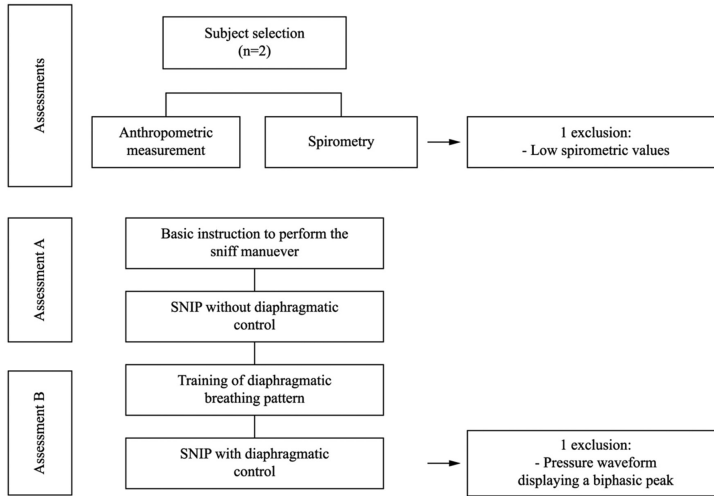 Assessments
Subject selection
(n=2)
Anthropometric
measurement
Spirometry
1 exclusion:
- Low spirometric values
Assessment A
Basic instruction to perform the
sniff manuever
SNIP without diaphragmatic
control
Assessment B
Training of diaphragmatic
breathing pattern
SNIP with diaphragmatic
control
1 exclusion:
- Pressure waveform
displaying a biphasic peak